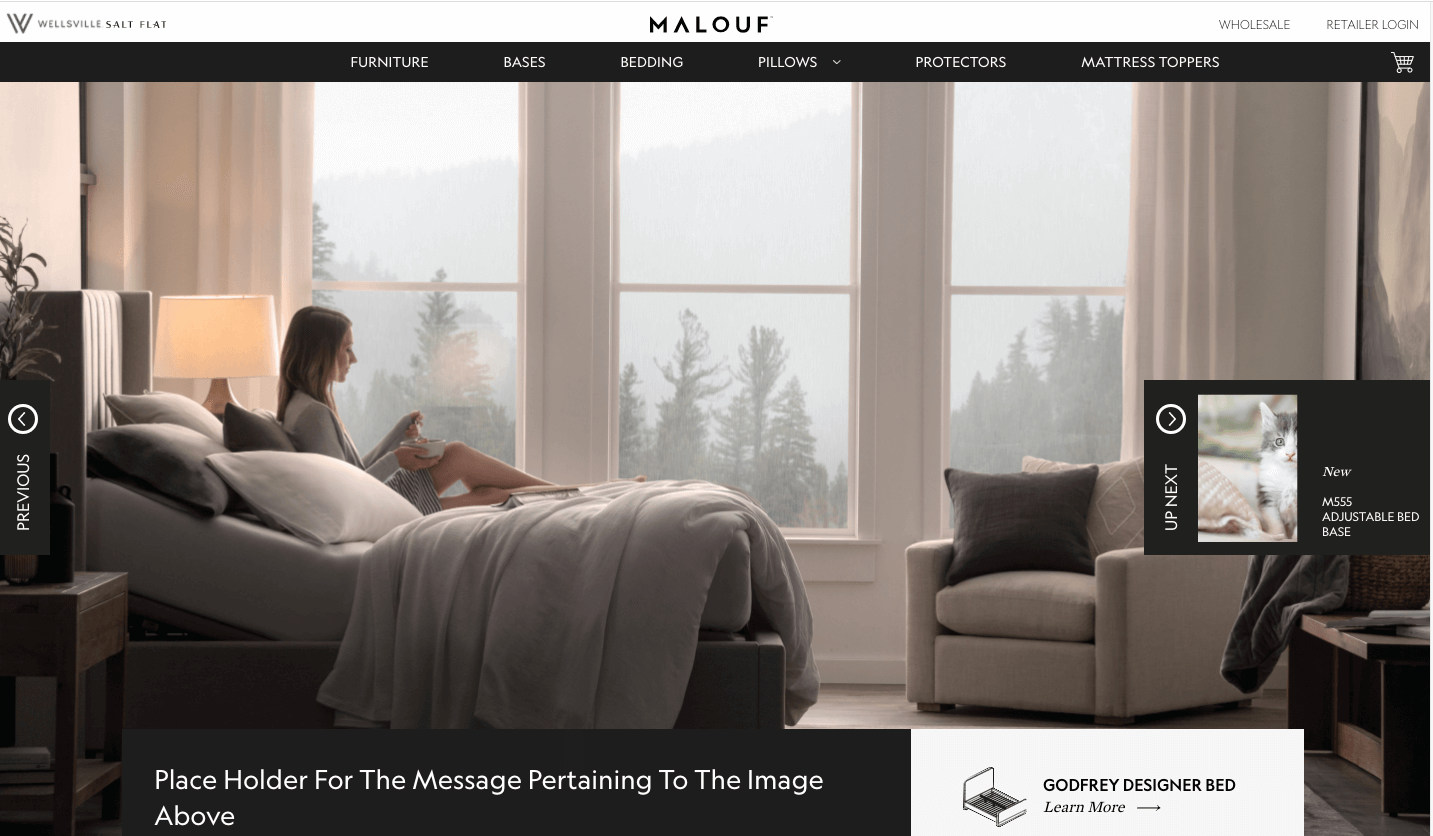 WELLSVILLE SALT FLAT
MALOUF™
WHOLESALE
RETAILER LOGIN
FURNITURE
BASES
BEDDING
PILLOWS
PROTECTORS
MATTRESS TOPPERS
PREVIOUS
UP NEXT
New
M555
ADJUSTABLE BED
BASE
Place Holder For The Message Pertaining To The Image
Above
GODFREY DESIGNER BED
Learn More